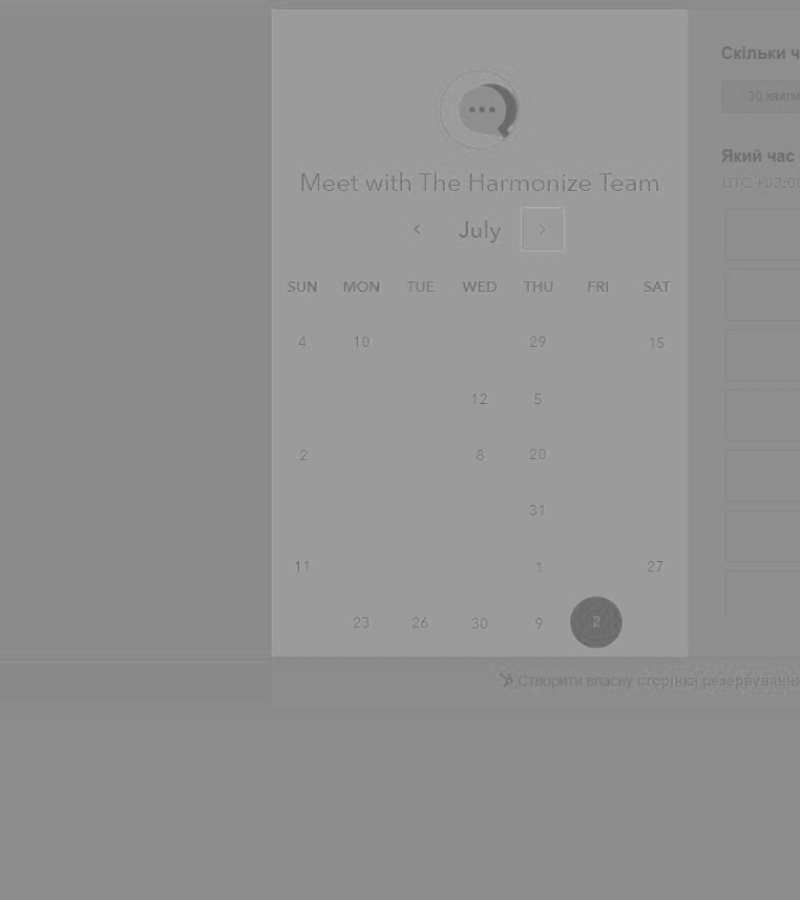 Скільки ч
30 хвили
Який час
UTC +03:00
Meet with The Harmonize Team
July
SUN MON TUE WED THU FRI SAT
4 10 29 15
12 5
2 8 20
31
11 1 27
23 26 30 9 2
Створити власну сторінку резервування